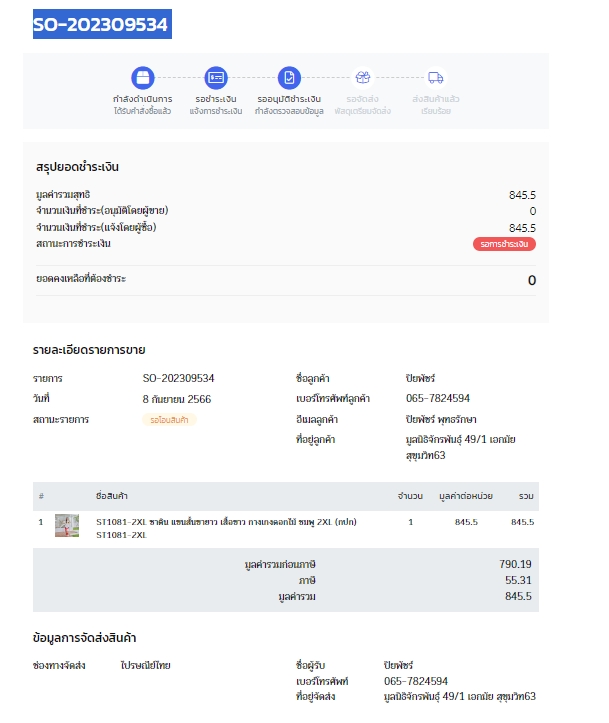 SO-202309534
กำลังดำเนินการ รอชำระเงิน รออนุมัติชำระเงิน รอจัดส่ง ส่งสินค้าแล้ว
ได้รับคำสั่งซื้อแล้ว แจ้งการชำระเงิน กำลังตรวจสอบข้อมูล พัสดุเตรียมจัดส่ง เรียบร้อย
สรุปยอดชำระเงิน
มูลค่ารวมสุทธิ 845.5
จำนวนเงินที่ชำระ(อนุมัติโดยผู้ขาย) 0
จำนวนเงินที่ชำระ(แจ้งโดยผู้ซื้อ) 845.5
สถานะการชำระเงิน รอการชำระเงิน
ยอดคงเหลือที่ต้องชำระ 0
รายละเอียดรายการขาย
รายการ SO-202309534 ชื่อลูกค้า ปิยพัชร์
วันที่ 8 กันยายน 2566 เบอร์โทรศัพท์ลูกค้า 065-7824594
สถานะรายการ รอโอนสินค้า อีเมลลูกค้า ปิยพัชร์ พุทธรักษา
ที่อยู่ลูกค้า มูลนิธิจักรพันธุ์ 49/1 เอกมัย
สุขุมวิท63
# ชื่อสินค้า จำนวน มูลค่าต่อหน่วย รวม
1 ST1081-2XL ซาติน แขนสั้นขายาว เสื้อขาว กางเกงดอกไม้ ชมพู 2XL (กปก) 1 845.5 845.5
ST1081-2XL
มูลค่ารวมก่อนภาษี 790.19
ภาษี 55.31
มูลค่ารวม 845.5
ข้อมูลการจัดส่งสินค้า
ช่องทางจัดส่ง ไปรษณีย์ไทย ชื่อผู้รับ ปิยพัชร์
เบอร์โทรศัพท์ 065-7824594
ที่อยู่จัดส่ง มูลนิธิจักรพันธุ์ 49/1 เอกมัย สุขุมวิท63